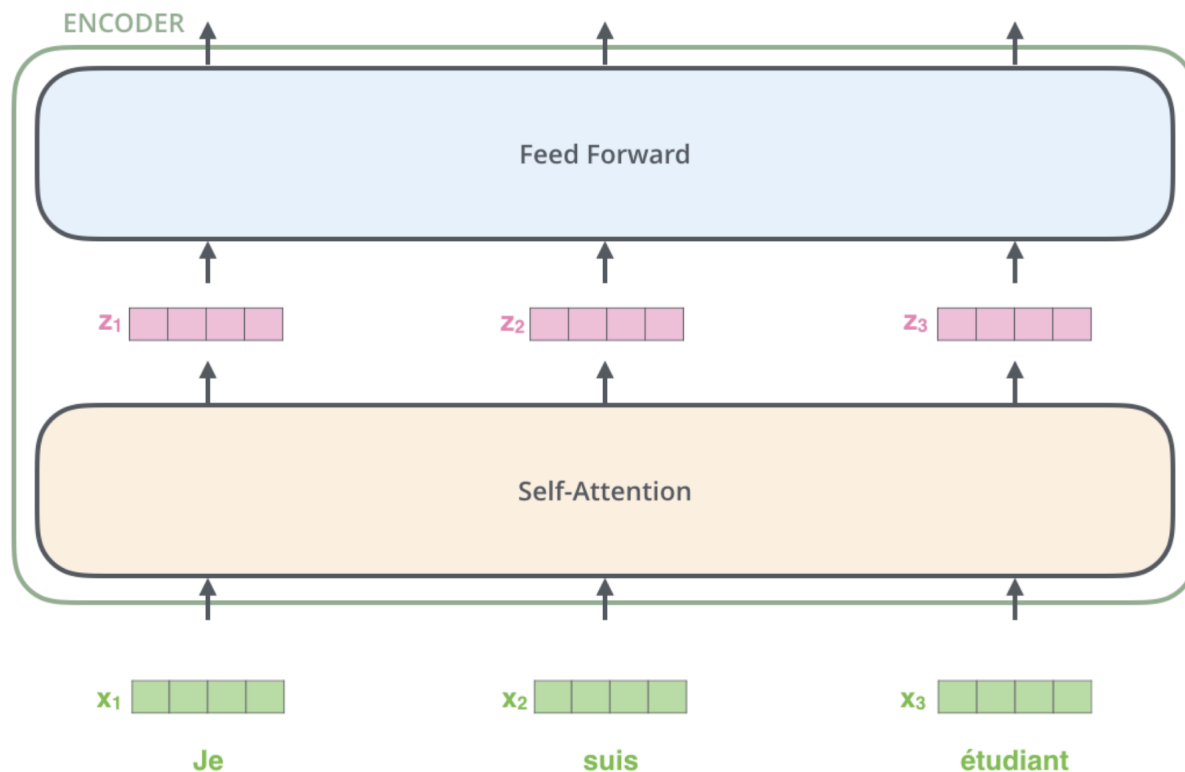 ENCODER
Feed Forward
z₁ z₂ z₃
Self-Attention
x₁ x₂ x₃
Je suis étudiant